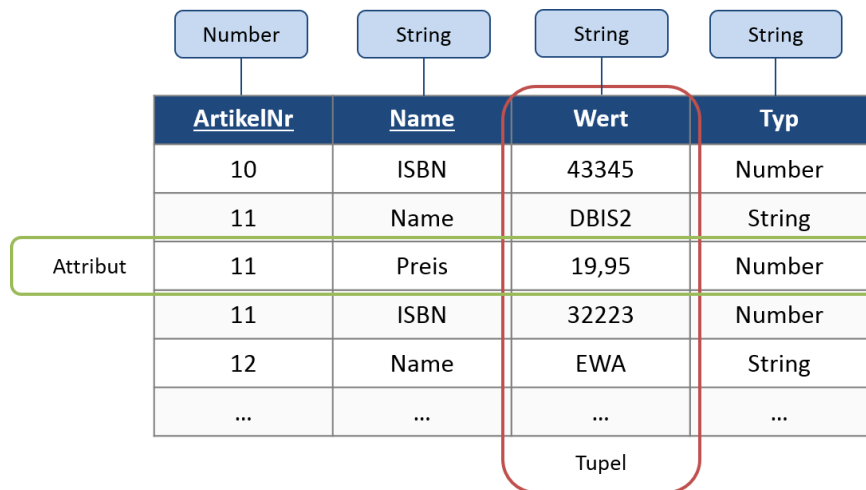 Number String String String
ArtikelNr Name Wert Typ
10 ISBN 43345 Number
11 Name DBIS2 String
Attribut 11 Preis 19,95 Number
11 ISBN 32223 Number
12 Name EWA String
... ... ... ...
Tupel